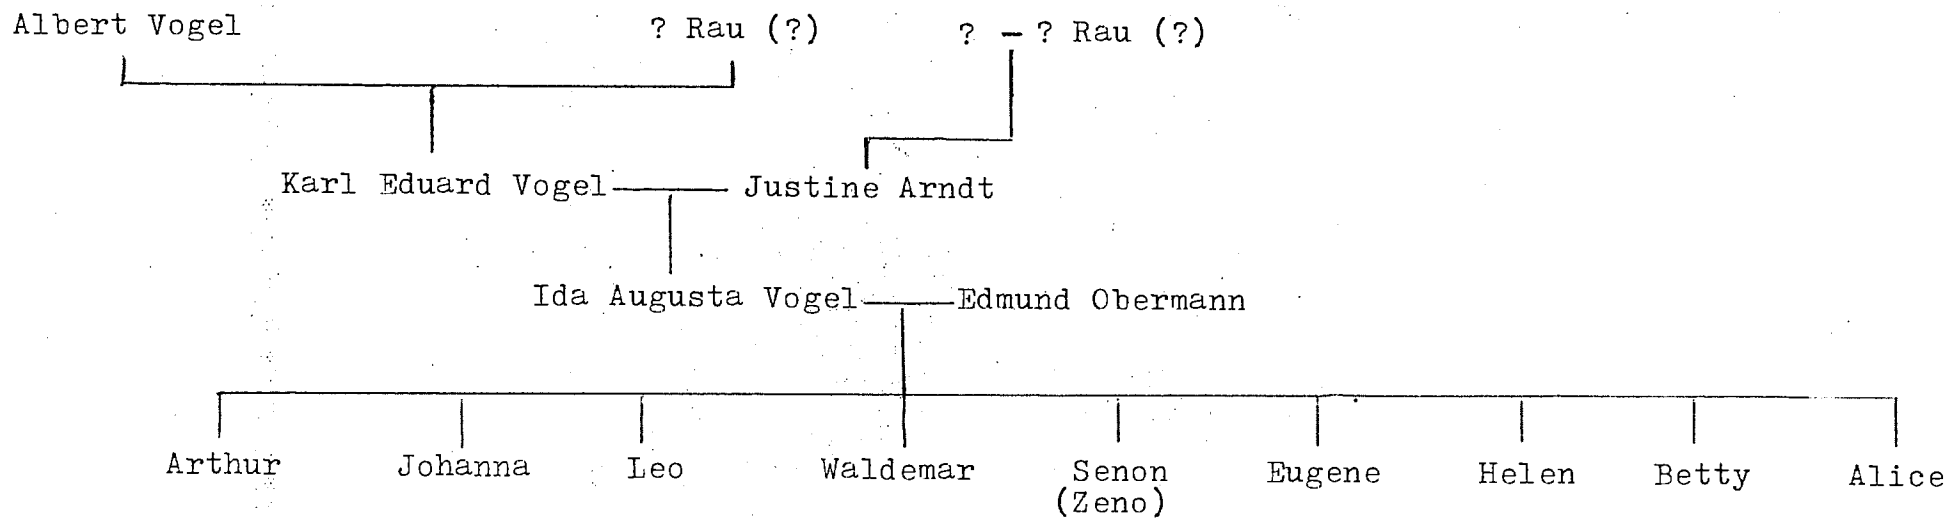 Albert Vogel ? Rau (?) ? – ? Rau (?)
Karl Eduard Vogel Justine Arndt
Ida Augusta Vogel Edmund Obermann
Arthur Johanna Leo Waldemar Senon Eugene Helen Betty Alice
(Zeno)